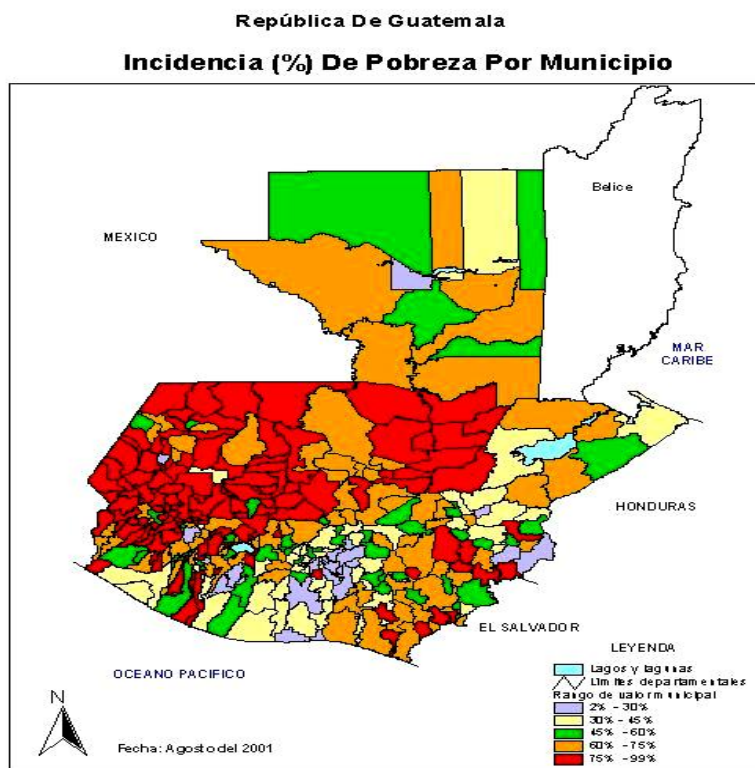 República De Guatemala
Incidencia (%) De Pobreza Por Municipio
Belice
MEXICO
MAR
CARIBE
HONDURAS
EL SALVADOR
OCEANO PACIFICO
LEYENDA
Lagos y lagunas
Limites departamentales
Rango de valor municipal
2% - 30%
30% - 45%
45% - 60%
60% - 75%
75% - 99%
N
Fecha: Agosto del 2001